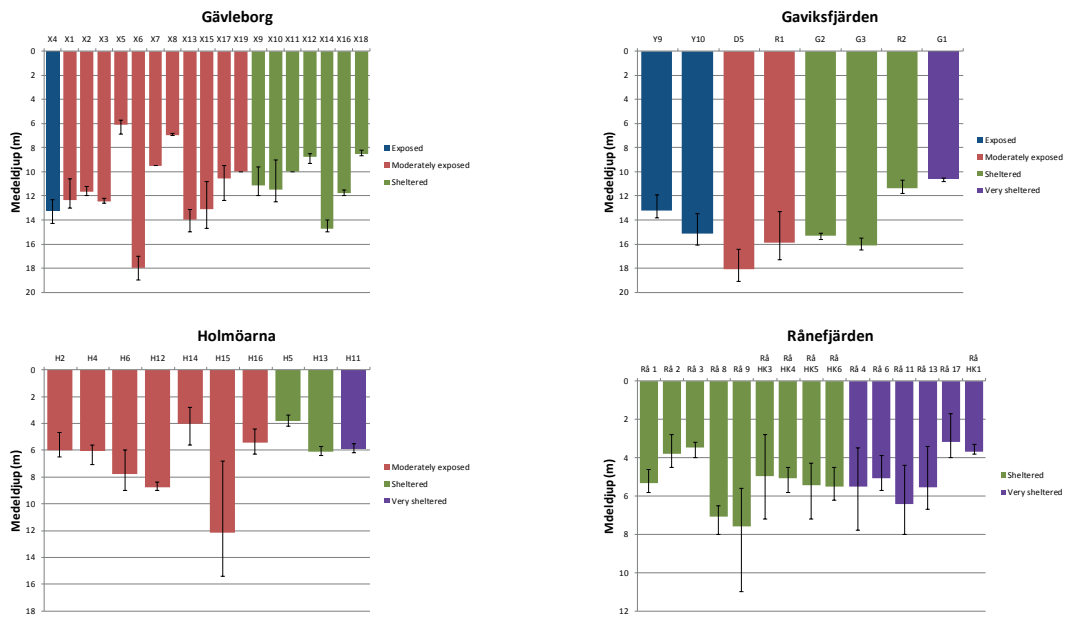 Gävleborg
X4 X1 X2 X3 X5 X6 X7 X8 X13 X15 X17 X19 X9 X10 X11 X12 X14 X16 X18
0
2
4
6
8
10
12
14
16
18
20
Medeldjup (m)
Exposed
Moderately exposed
Sheltered
Gaviksfjärden
Y9 Y10 D5 R1 G2 G3 R2 G1
0
2
4
6
8
10
12
14
16
18
20
Medeldjup (m)
Exposed
Moderately exposed
Sheltered
Very sheltered
Holmöarna
H2 H4 H6 H12 H14 H15 H16 H5 H13 H11
0
2
4
6
8
10
12
14
16
18
Medeldjup (m)
Moderately exposed
Sheltered
Very sheltered
Rånefjärden
Rå Rå Rå Rå Rå
Rå 1 Rå 2 Rå 3 Rå 8 Rå 9 HK3 HK4 HK5 HK6 Rå 4 Rå 6 Rå 11 Rå 13 Rå 17 HK1
0
2
4
6
8
10
12
Mdeldjup (m)
Sheltered
Very sheltered